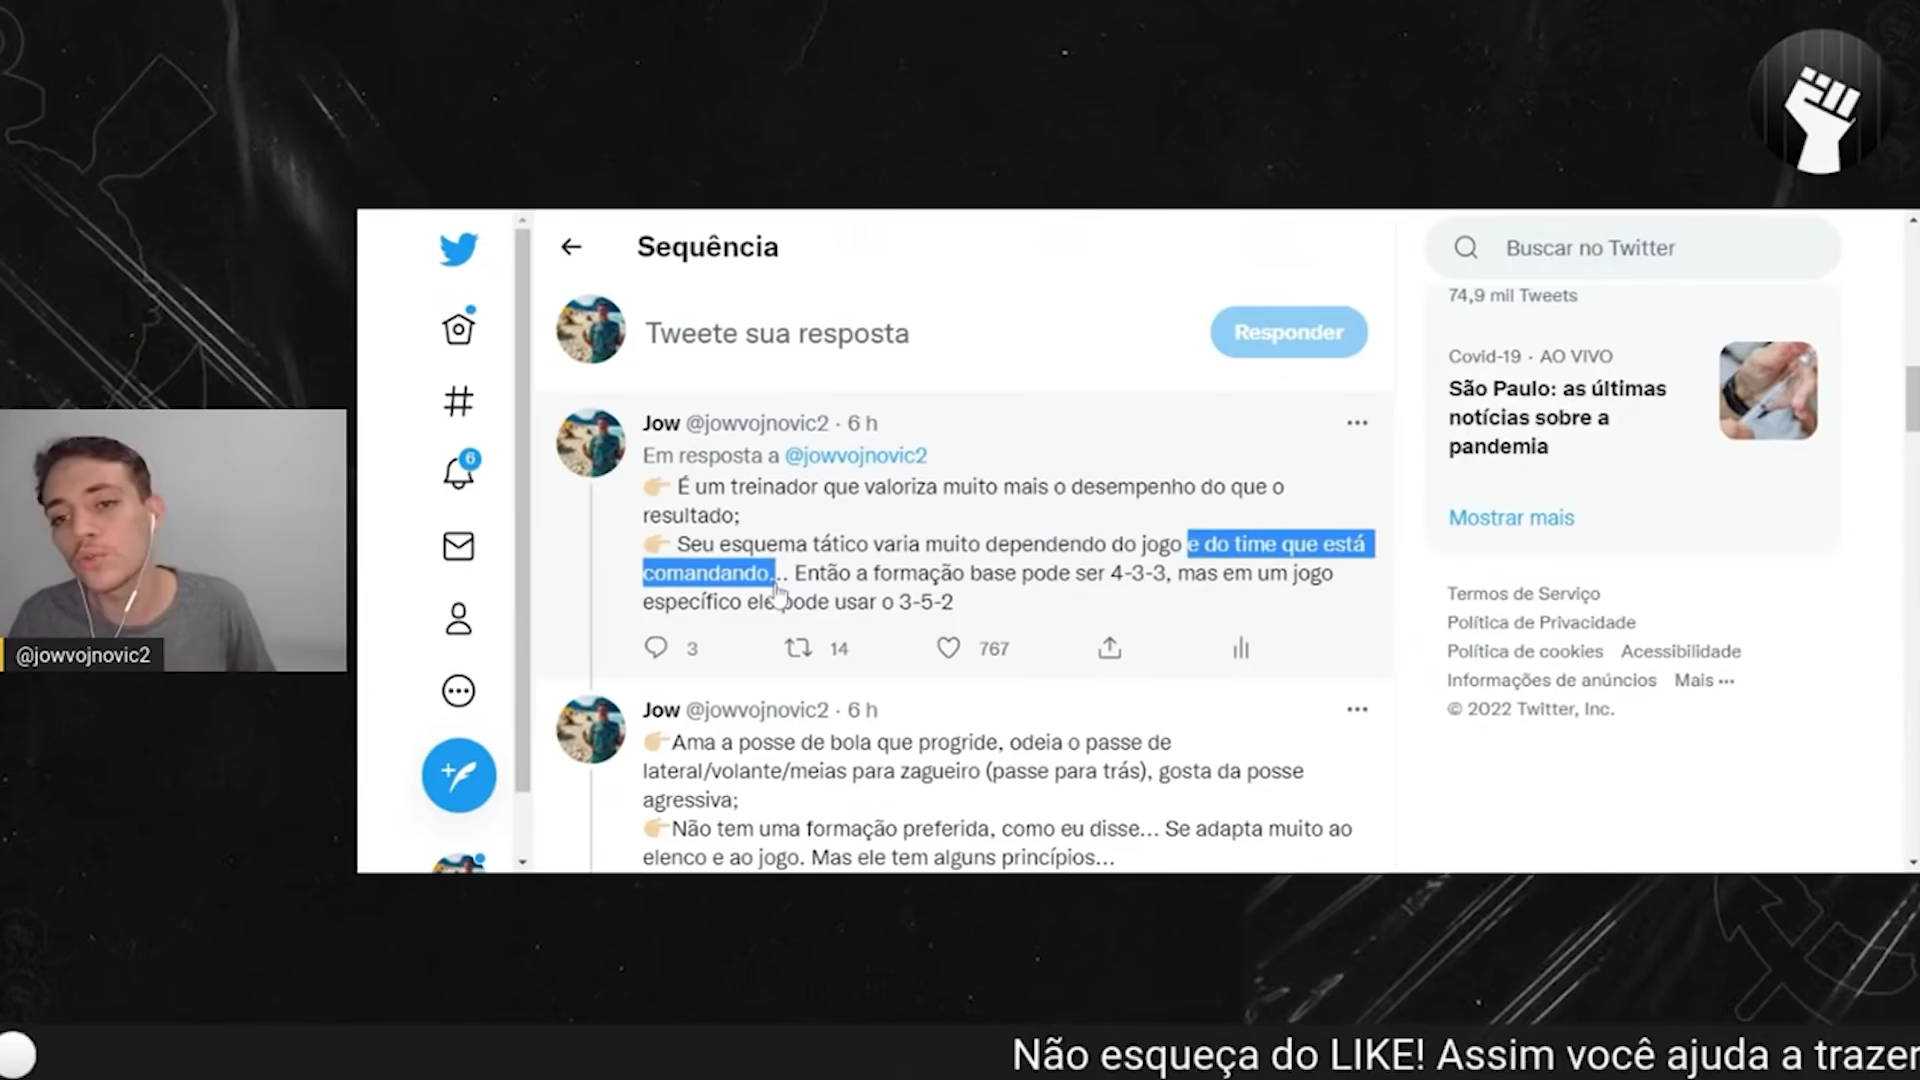 Sequência
Buscar no Twitter
74,9 mil Tweets
Tweete sua resposta
Responder
Covid-19 · AO VIVO
São Paulo: as últimas
notícias sobre a
pandemia
Mostrar mais
6
Jow @jowvojnovic2 · 6 h
Em resposta a @jowvojnovic2
👉 É um treinador que valoriza muito mais o desempenho do que o
resultado;
👉 Seu esquema tático varia muito dependendo do jogo e do time que está
comandando... Então a formação base pode ser 4-3-3, mas em um jogo
específico ele pode usar o 3-5-2
3 14 767
Termos de Serviço
Política de Privacidade
Política de cookies Acessibilidade
Informações de anúncios Mais ···
© 2022 Twitter, Inc.
@jowvojnovic2
Jow @jowvojnovic2 · 6 h
👉Ama a posse de bola que progride, odeia o passe de
lateral/volante/meias para zagueiro (passe para trás), gosta da posse
agressiva;
👉Não tem uma formação preferida, como eu disse... Se adapta muito ao
elenco e ao jogo. Mas ele tem alguns princípios...
Não esqueça do LIKE! Assim você ajuda a trazer